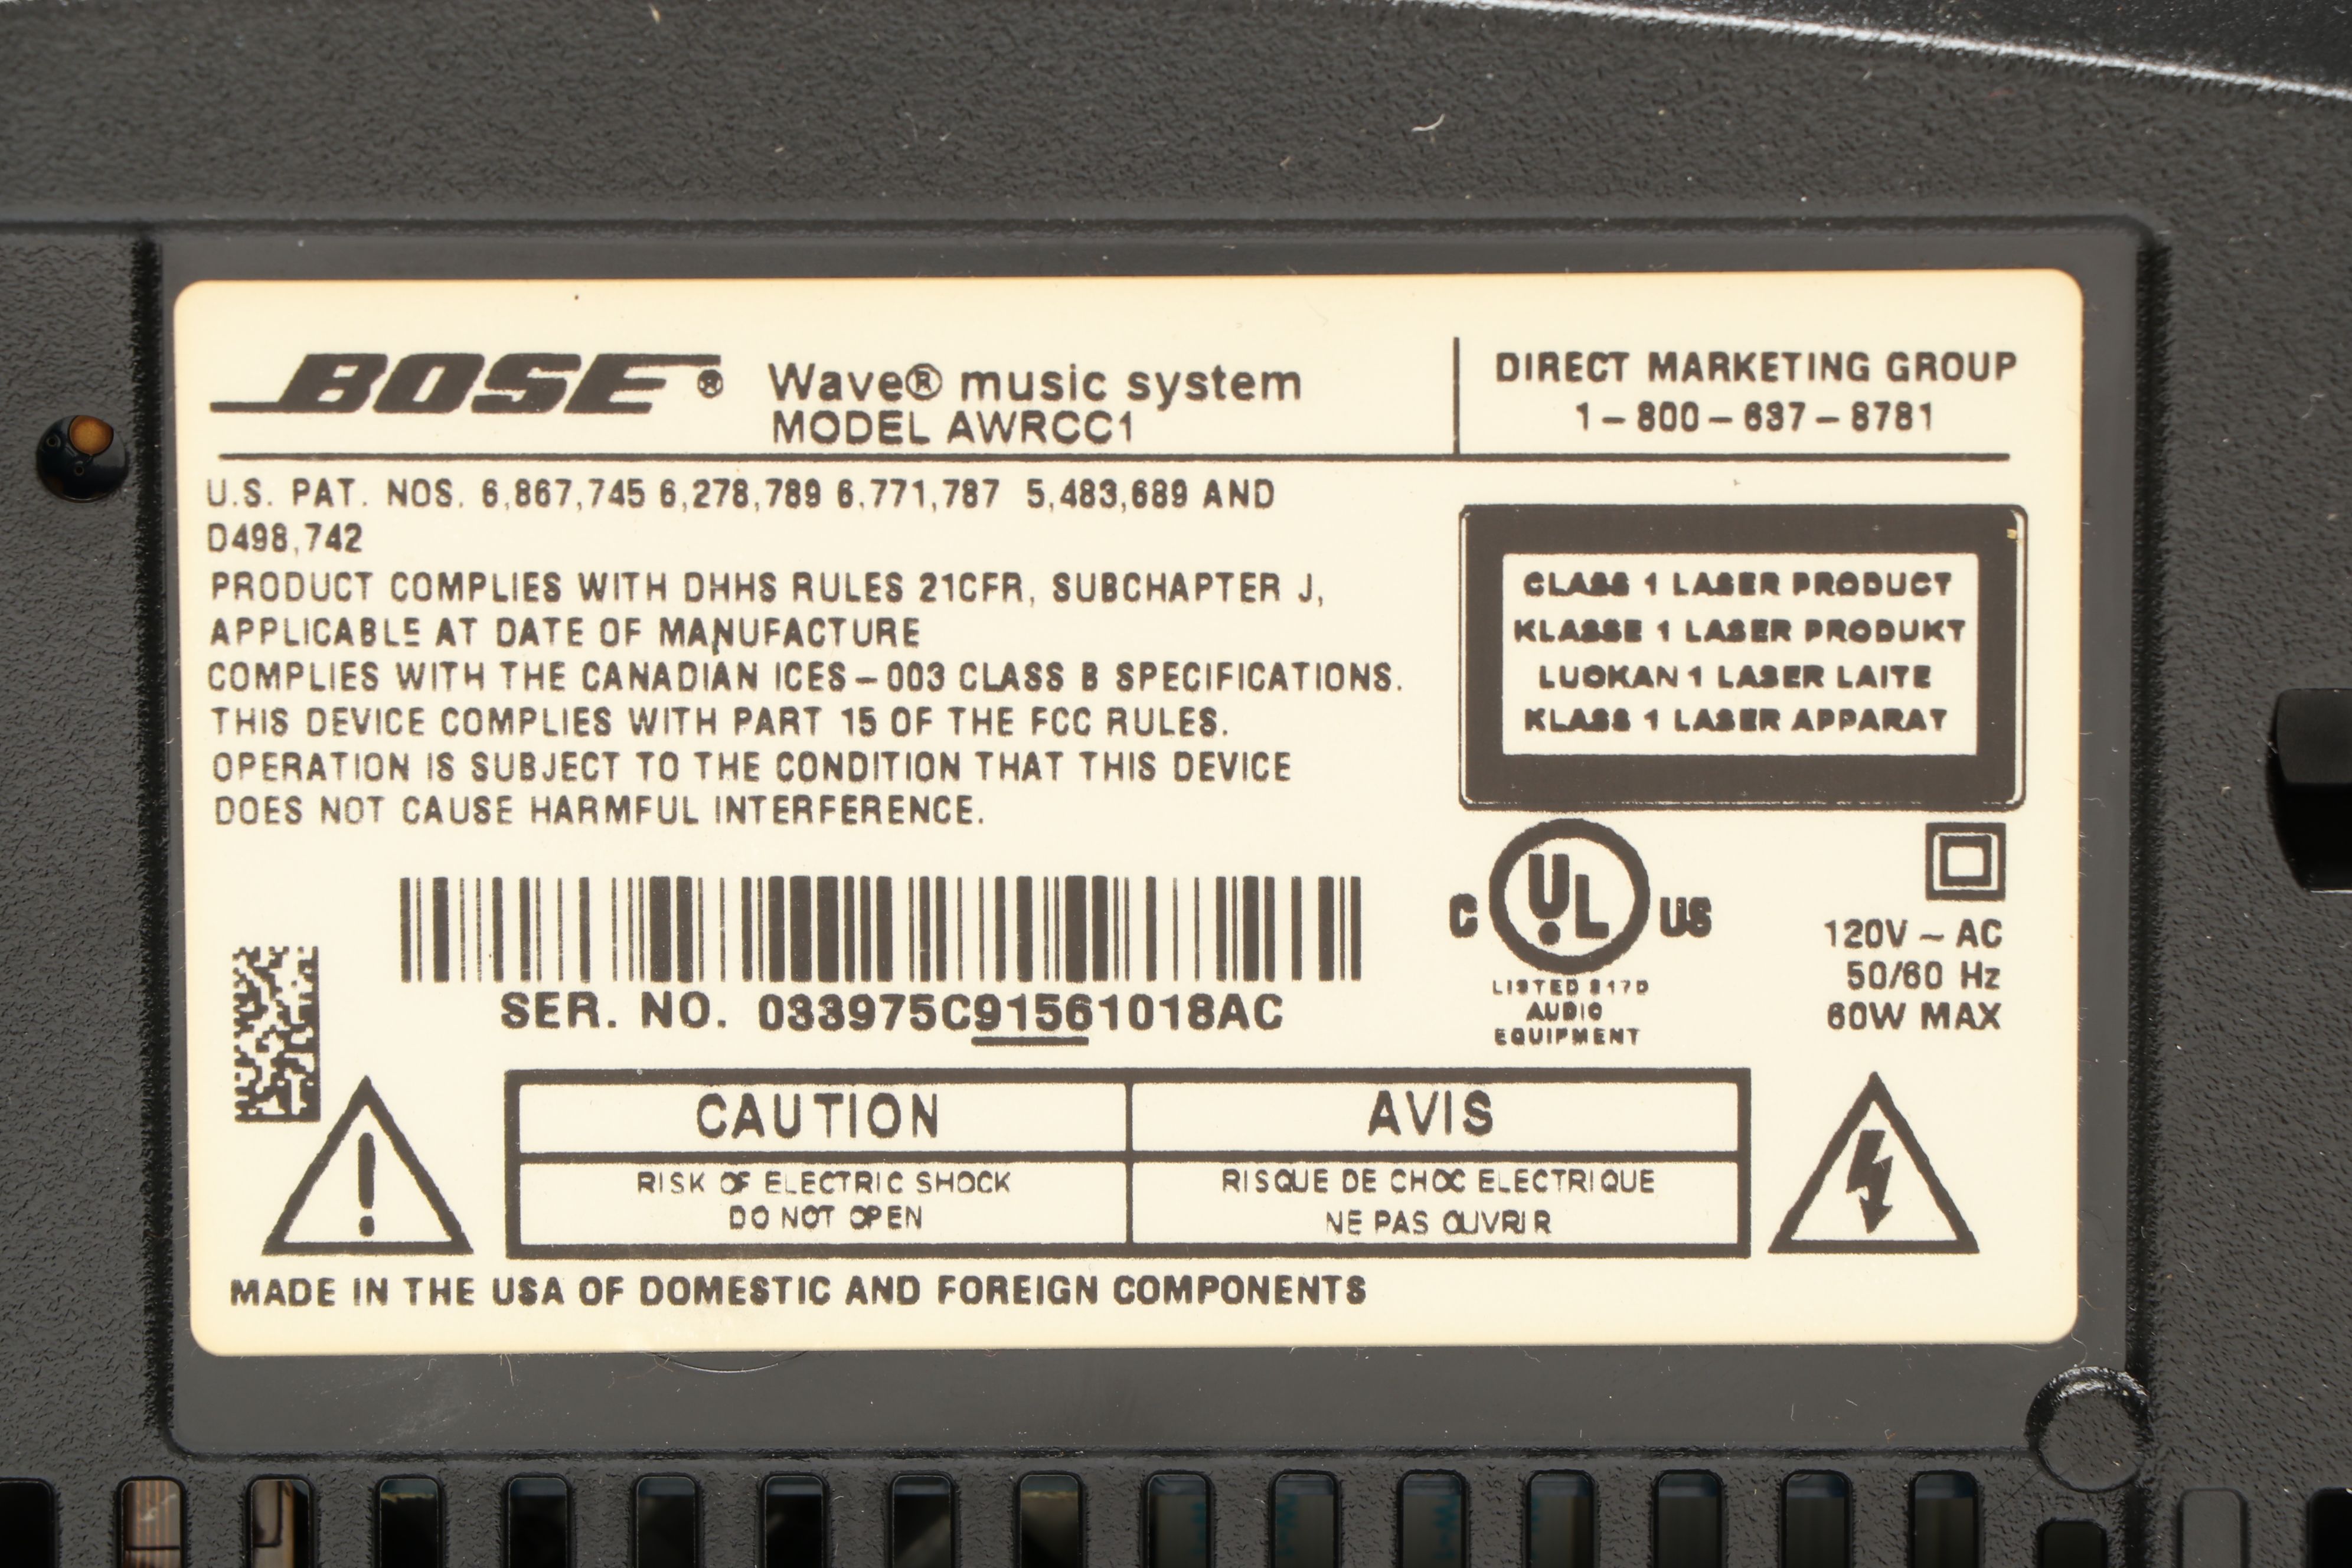 BOSE® Wave® music system
MODEL AWRCC1
DIRECT MARKETING GROUP
1-800-637-8781
U.S. PAT. NOS. 6,867,745 6,278,789 6,771,787 5,483,689 AND
D498,742
PRODUCT COMPLIES WITH DHHS RULES 21CFR, SUBCHAPTER J,
APPLICABLE AT DATE OF MANUFACTURE
COMPLIES WITH THE CANADIAN ICES-003 CLASS B SPECIFICATIONS.
THIS DEVICE COMPLIES WITH PART 15 OF THE FCC RULES.
OPERATION IS SUBJECT TO THE CONDITION THAT THIS DEVICE
DOES NOT CAUSE HARMFUL INTERFERENCE.
CLASS 1 LASER PRODUCT
KLASSE 1 LASER PRODUKT
LUOKAN 1 LASER LAITE
KLASS 1 LASER APPARAT
C UL US
LISTED
AUDIO
EQUIPMENT
120V ~ AC
50/60 Hz
60W MAX
SER. NO. 033975C91561018AC
CAUTION
RISK OF ELECTRIC SHOCK
DO NOT OPEN
AVIS
RISQUE DE CHOC ELECTRIQUE
NE PAS OUVRIR
MADE IN THE USA OF DOMESTIC AND FOREIGN COMPONENTS